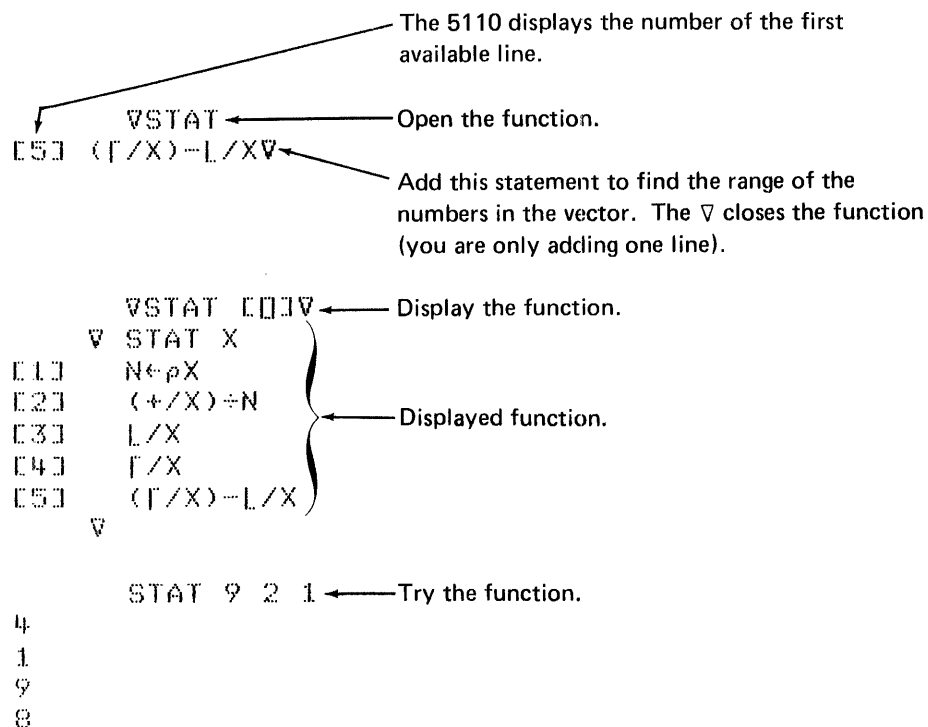 The 5110 displays the number of the first
available line.
∇STAT
Open the function.
[5] (⌈/X)-⌊/X∇
Add this statement to find the range of the
numbers in the vector. The ∇ closes the function
(you are only adding one line).
∇STAT [⎕]∇
Display the function.
∇ STAT X
[1] N←⍴X
[2] (+/X)÷N
[3] ⌊/X
[4] ⌈/X
[5] (⌈/X)-⌊/X
∇
Displayed function.
STAT 9 2 1
Try the function.
4
1
9
8